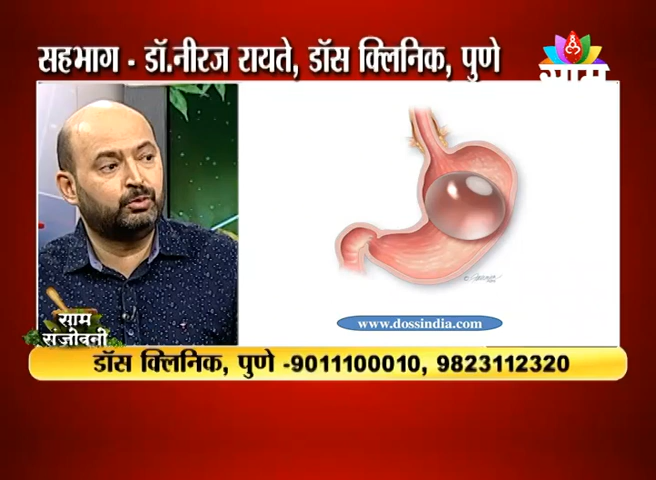 सहभाग - डॉ.नीरज रायते, डॉस क्लिनिक, पुणे
साम
www.dossindia.com
साम
संजीवनी
डॉस क्लिनिक, पुणे -9011100010, 9823112320